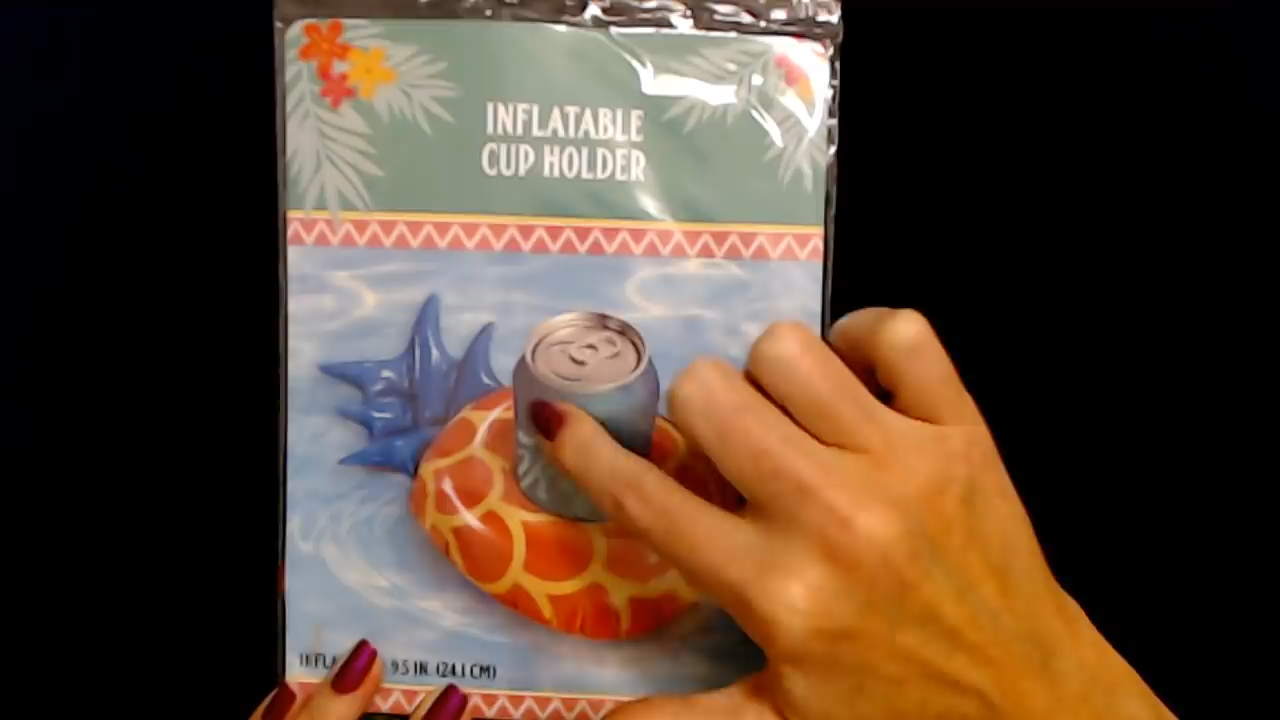 INFLATABLE
CUP HOLDER
9.5 IN. (24.1 CM)